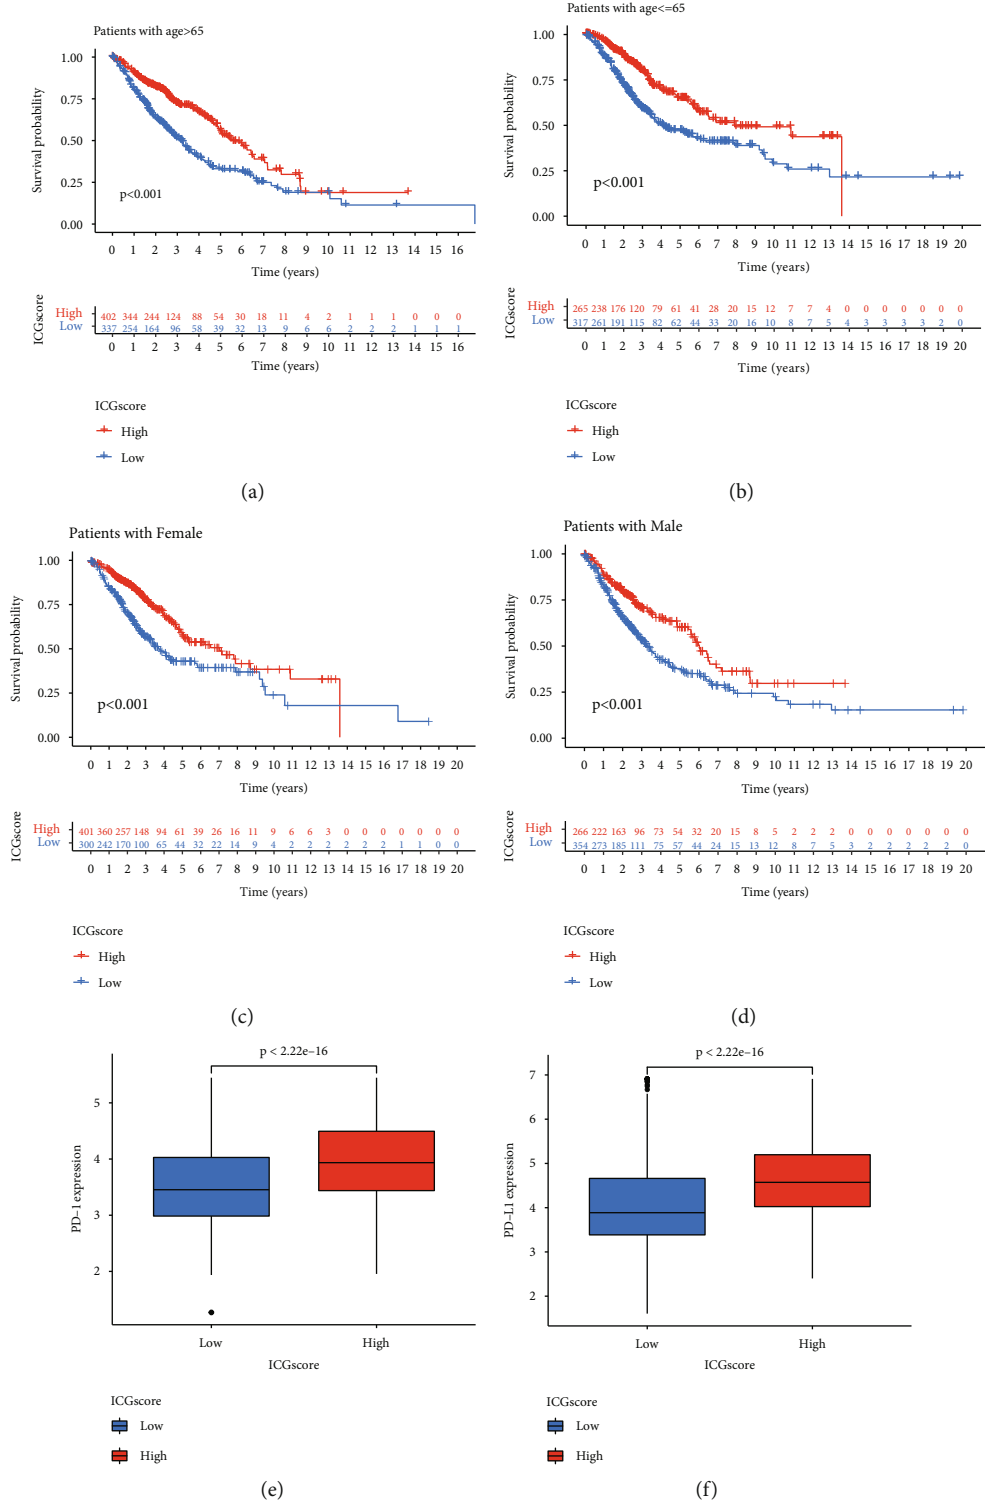 Patients with age>65
Survival probability
1.00
0.75
0.50
0.25
0.00
p<0.001
0 1 2 3 4 5 6 7 8 9 10 11 12 13 14 15 16
Time (years)
ICGscore
High 402 344 244 124 88 54 30 18 11 4 2 1 1 1 0 0 0
Low 337 254 164 96 58 39 32 13 9 6 6 2 2 2 1 1 1
0 1 2 3 4 5 6 7 8 9 10 11 12 13 14 15 16
Time (years)
ICGscore
High
Low
(a)
Patients with age<=65
Survival probability
1.00
0.75
0.50
0.25
0.00
p<0.001
0 1 2 3 4 5 6 7 8 9 10 11 12 13 14 15 16 17 18 19 20
Time (years)
ICGscore
High 265 238 176 120 79 61 41 28 20 15 12 7 7 4 0 0 0 0 0 0 0
Low 317 261 191 115 82 62 44 33 20 16 10 8 7 5 4 3 3 3 3 2 0
0 1 2 3 4 5 6 7 8 9 10 11 12 13 14 15 16 17 18 19 20
Time (years)
ICGscore
High
Low
(b)
Patients with Female
Survival probability
1.00
0.75
0.50
0.25
0.00
p<0.001
0 1 2 3 4 5 6 7 8 9 10 11 12 13 14 15 16 17 18 19 20
Time (years)
ICGscore
High 401 360 257 148 94 61 39 26 16 11 9 6 6 3 0 0 0 0 0 0 0
Low 300 242 170 100 65 44 32 22 14 9 4 2 2 2 2 2 2 1 1 0 0
0 1 2 3 4 5 6 7 8 9 10 11 12 13 14 15 16 17 18 19 20
Time (years)
ICGscore
High
Low
(c)
Patients with Male
Survival probability
1.00
0.75
0.50
0.25
0.00
p<0.001
0 1 2 3 4 5 6 7 8 9 10 11 12 13 14 15 16 17 18 19 20
Time (years)
ICGscore
High 266 222 163 96 73 54 32 20 15 8 5 2 2 2 0 0 0 0 0 0 0
Low 354 273 185 111 75 57 44 24 15 13 12 8 7 5 3 2 2 2 2 2 0
0 1 2 3 4 5 6 7 8 9 10 11 12 13 14 15 16 17 18 19 20
Time (years)
ICGscore
High
Low
(d)
p < 2.22e−16
PD−1 expression
5
4
3
2
Low High
ICGscore
ICGscore
Low
High
(e)
p < 2.22e−16
PD−L1 expression
7
6
5
4
3
2
Low High
ICGscore
ICGscore
Low
High
(f)